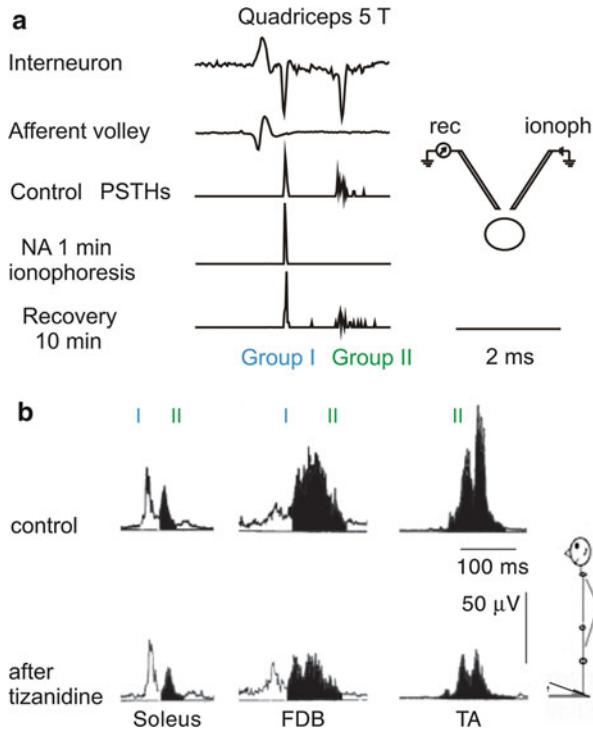 a
Quadriceps 5 T
Interneuron
Afferent volley
rec
ionoph
Control PSTHs
NA 1 min
ionophoresis
Recovery
10 min
Group I
Group II
2 ms
b
I
II
I
II
II
control
100 ms
50 μV
after
tizanidine
Soleus
FDB
TA